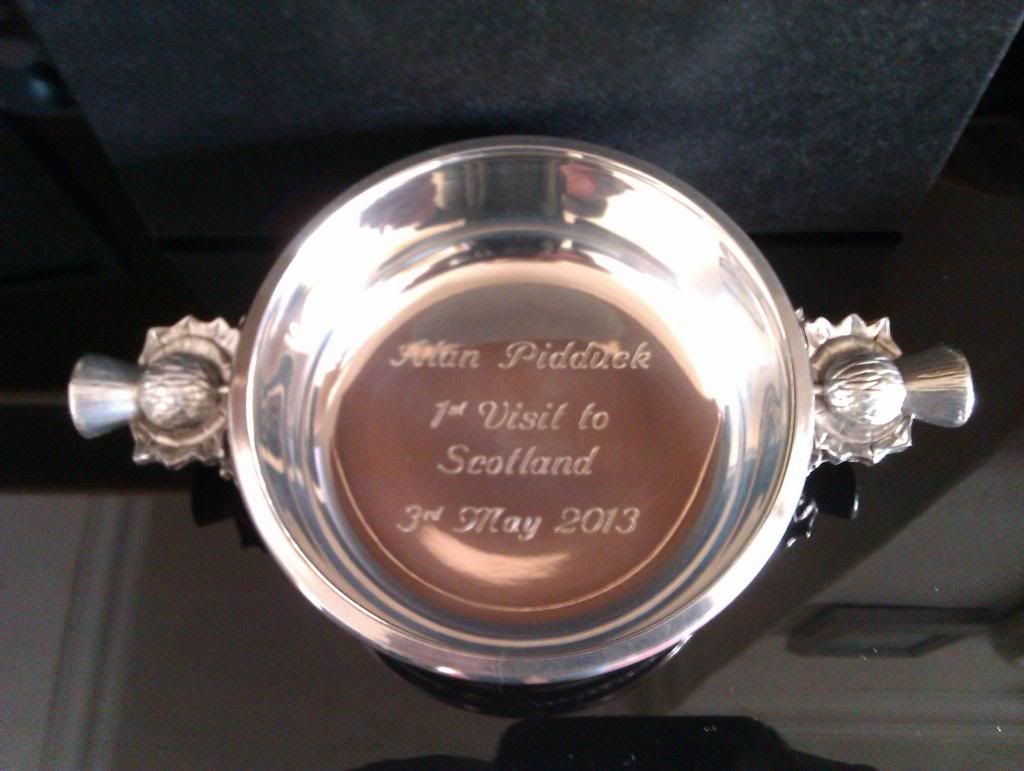 Alan Pidduck
1st Visit to
Scotland
3rd May 2013